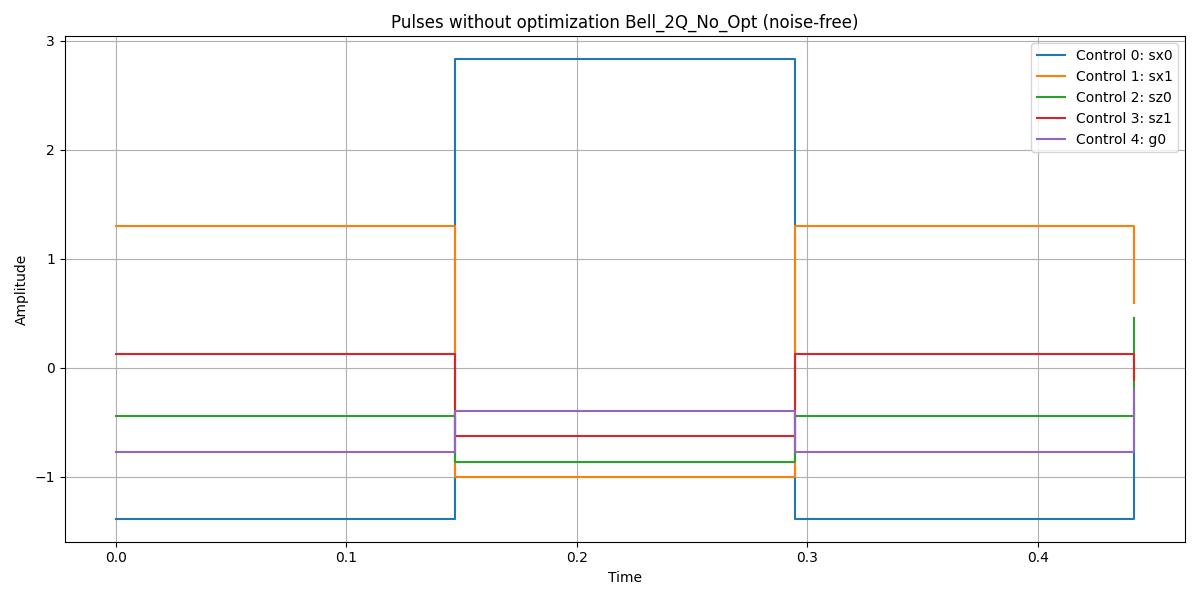 Pulses without optimization Bell_2Q_No_Opt (noise-free)
3
2
1
0
−1
Amplitude
Control 0: sx0
Control 1: sx1
Control 2: sz0
Control 3: sz1
Control 4: g0
0.0
0.1
0.2
0.3
0.4
Time